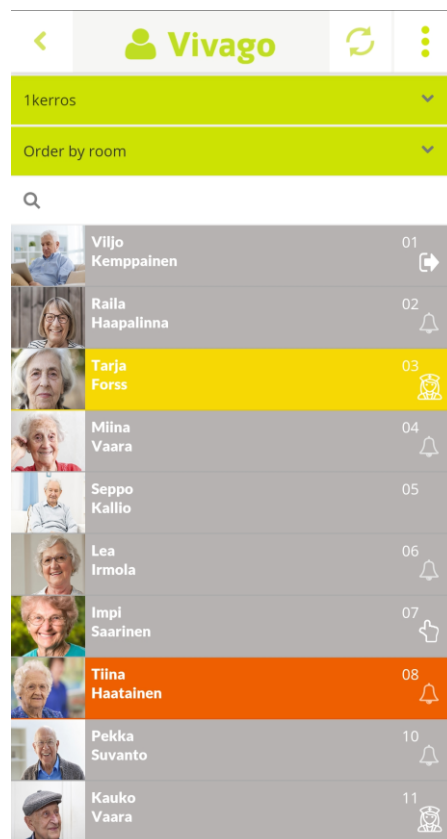 Vivago
1kerros
Order by room
Viljo 01
Kemppainen
Raila 02
Haapalinna
Tarja 03
Forss
Miina 04
Vaara
Seppo 05
Kallio
Lea 06
Irmola
Impi 07
Saarinen
Tiina 08
Haatainen
Pekka 10
Suvanto
Kauko 11
Vaara